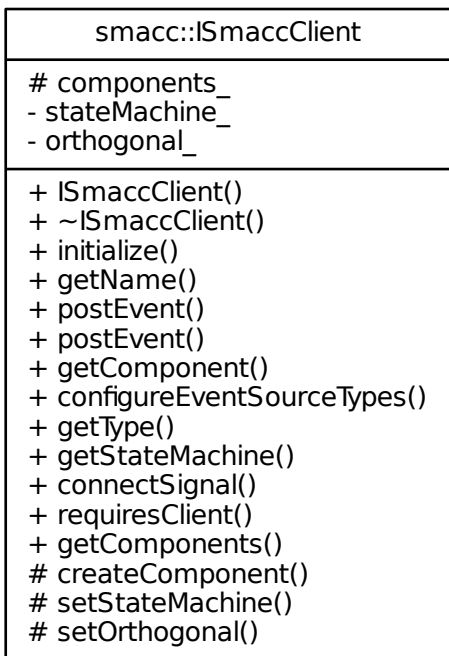 smacc::ISmaccClient
# components_
- stateMachine_
- orthogonal_
+ ISmaccClient()
+ ~ISmaccClient()
+ initialize()
+ getName()
+ postEvent()
+ postEvent()
+ getComponent()
+ configureEventSourceTypes()
+ getType()
+ getStateMachine()
+ connectSignal()
+ requiresClient()
+ getComponents()
# createComponent()
# setStateMachine()
# setOrthogonal()